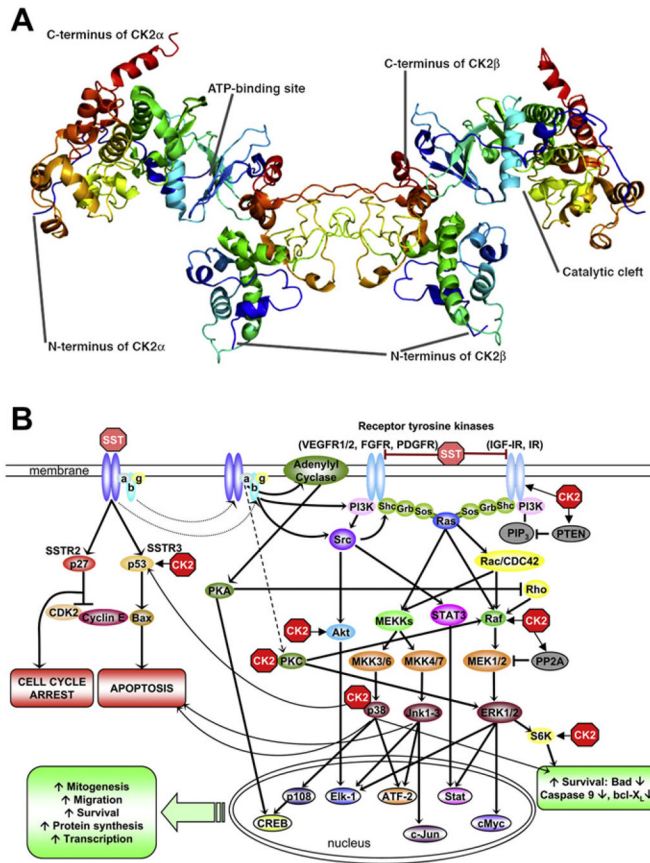 A
C-terminus of CK2α
ATP-binding site
C-terminus of CK2β
Catalytic cleft
N-terminus of CK2α
N-terminus of CK2β
B
Receptor tyrosine kinases
(VEGFR1/2, FGFR, PDGFR)
(IGF-IR, IR)
SST
SST
membrane
a
b
g
a
b
g
Adenylyl
Cyclase
PI3K
Shc
Grb
Sos
Ras
Sos
Grb
Shc
PI3K
CK2
PIP3
PTEN
Src
SSTR2
SSTR3
p27
p53
CK2
Rac/CDC42
PKA
Rho
CDK2
Cyclin E
Bax
CK2
Akt
MEKKs
STAT3
Raf
CK2
CK2
PKC
MKK3/6
MKK4/7
MEK1/2
PP2A
CELL CYCLE
ARREST
APOPTOSIS
CK2
p38
Jnk1-3
ERK1/2
S6K
CK2
↑ Mitogenesis
↑ Migration
↑ Survival
↑ Protein synthesis
↑ Transcription
p108
Elk-1
ATF-2
Stat
CREB
c-Jun
cMyc
nucleus
↑ Survival: Bad ↓
Caspase 9 ↓, bcl-XL↓